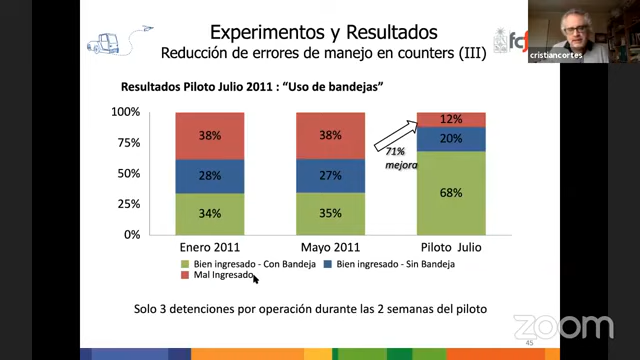 Experimentos y Resultados
Reducción de errores de manejo en counters (III)
cristiancortes
Resultados Piloto Julio 2011 : “Uso de bandejas”
100%
75%
50%
25%
0%
38%
28%
34%
38%
27%
35%
71%
mejora
12%
20%
68%
Enero 2011
Mayo 2011
Piloto Julio
Bien ingresado - Con Bandeja
Bien ingresado - Sin Bandeja
Mal Ingresado
Solo 3 detenciones por operación durante las 2 semanas del piloto
zoom
45